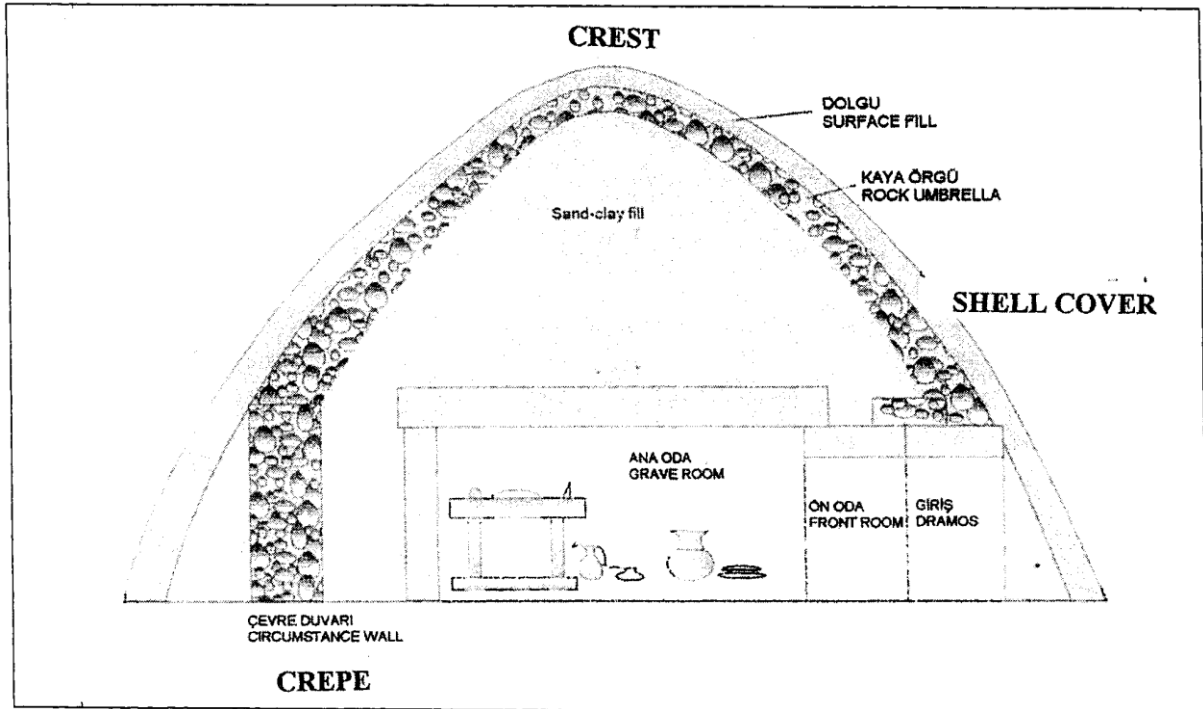 CREST
DOLGU
SURFACE FILL
KAYA ÖRGÜ
ROCK UMBRELLA
Sand-clay fill
SHELL COVER
ANA ODA
GRAVE ROOM
ÖN ODA
FRONT ROOM
GİRİŞ
DRAMOS
ÇEVRE DUVARI
CIRCUMSTANCE WALL
CREPE